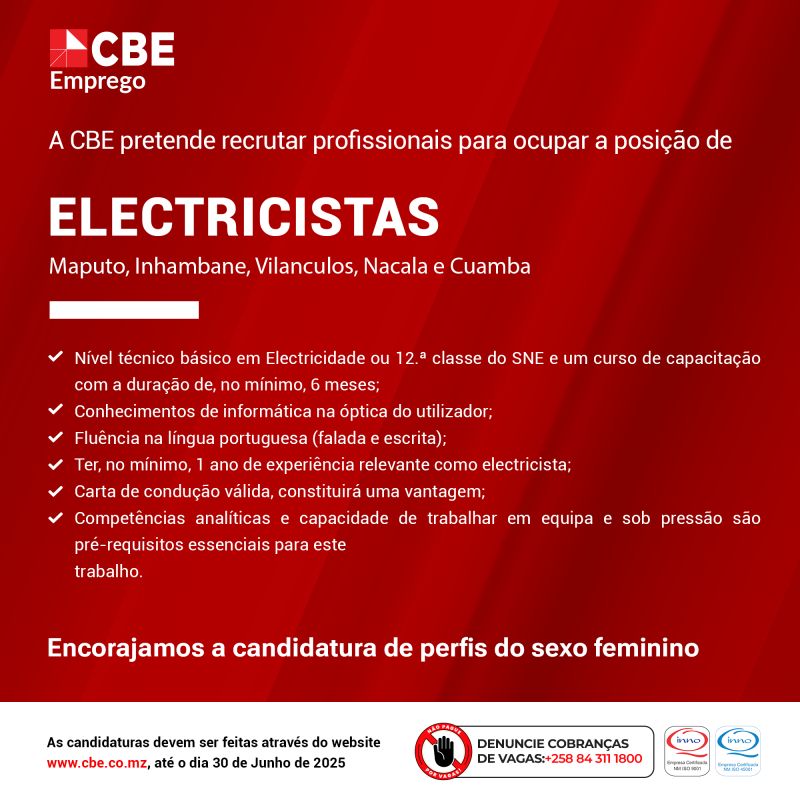 CBE
Emprego
A CBE pretende recrutar profissionais para ocupar a posição de
ELECTRICISTAS
Maputo, Inhambane, Vilanculos, Nacala e Cuamba
Nível técnico básico em Electricidade ou 12.ª classe do SNE e um curso de capacitação
com a duração de, no mínimo, 6 meses;
Conhecimentos de informática na óptica do utilizador;
Fluência na língua portuguesa (falada e escrita);
Ter, no mínimo, 1 ano de experiência relevante como electricista;
Carta de condução válida, constituirá uma vantagem;
Competências analíticas e capacidade de trabalhar em equipa e sob pressão são
pré-requisitos essenciais para este
trabalho.
Encorajamos a candidatura de perfis do sexo feminino
As candidaturas devem ser feitas através do website
www.cbe.co.mz, até o dia 30 de Junho de 2025
NÃO PAGUE
POR VAGAS!
DENUNCIE COBRANÇAS
DE VAGAS:+258 84 311 1800
inno
Empresa Certificada
NM ISO 9001
inno
Empresa Certificada
NM ISO 45001